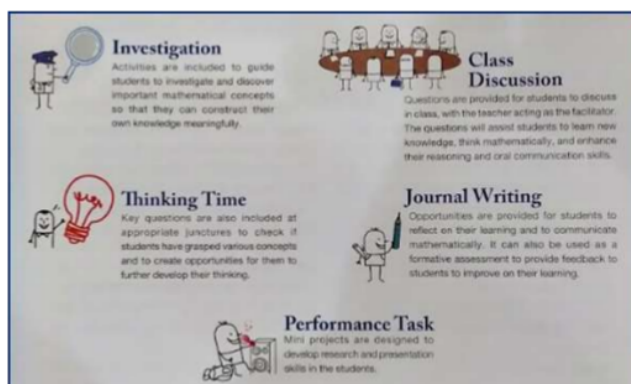 Investigation
Activities are included to guide
students to investigate and discover
important mathematical concepts
so that they can construct their
own knowledge meaningfully.
Class
Discussion
Questions are provided for students to discuss
in class, with the teacher acting as the facilitator.
The questions will assist students to learn new
knowledge, think mathematically, and enhance
their reasoning and oral communication skills.
Thinking Time
Key questions are also included at
appropriate junctures to check if
students have grasped various concepts
and to create opportunities for them to
further develop their thinking.
Journal Writing
Opportunities are provided for students to
reflect on their learning and to communicate
mathematically. It can also be used as a
formative assessment to provide feedback to
students to improve on their learning.
Performance Task
Mini projects are designed to
develop research and presentation
skills in the students.